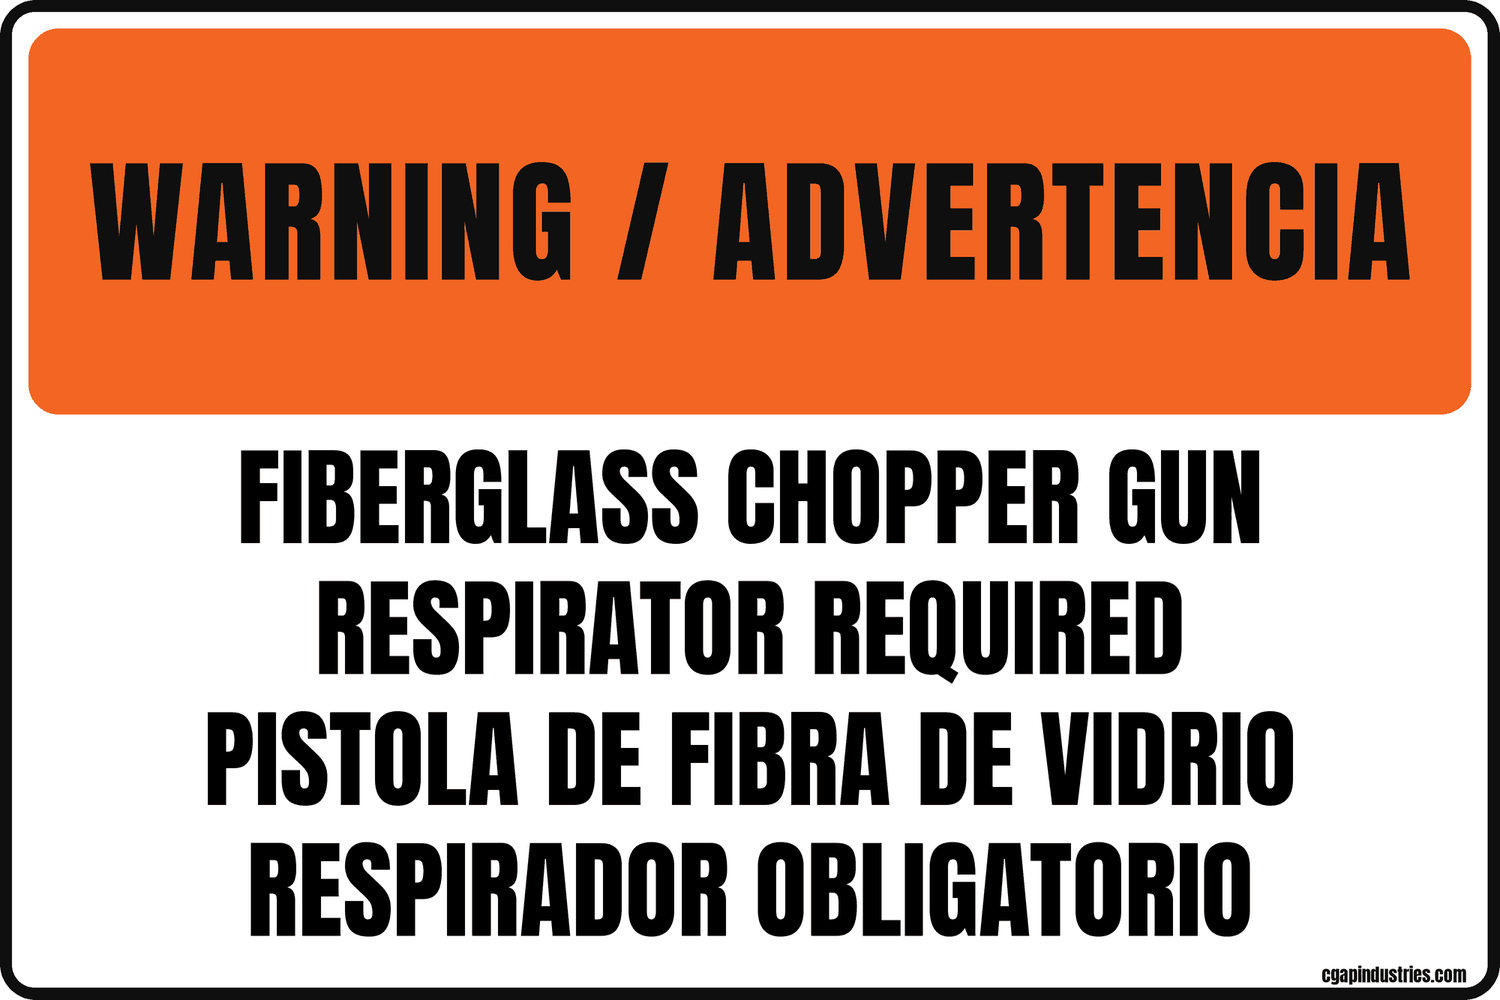 WARNING / ADVERTENCIA
FIBERGLASS CHOPPER GUN
RESPIRATOR REQUIRED
PISTOLA DE FIBRA DE VIDRIO
RESPIRADOR OBLIGATORIO
cgapindustries.com